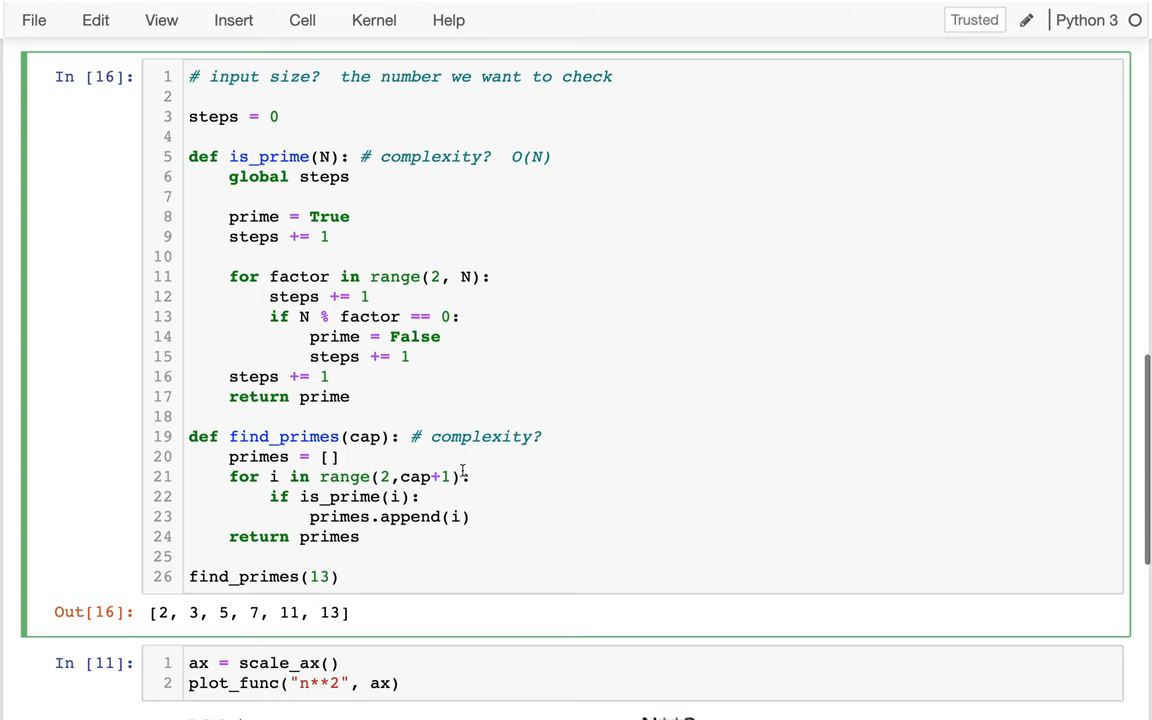 File Edit View Insert Cell Kernel Help Trusted Python 3
In [16]:
1 # input size?  the number we want to check
2
3 steps = 0
4
5 def is_prime(N): # complexity?  O(N)
6     global steps
7
8     prime = True
9     steps += 1
10
11     for factor in range(2, N):
12         steps += 1
13         if N % factor == 0:
14             prime = False
15             steps += 1
16     steps += 1
17     return prime
18
19 def find_primes(cap): # complexity?
20     primes = []
21     for i in range(2,cap+1):
22         if is_prime(i):
23             primes.append(i)
24     return primes
25
26 find_primes(13)
Out[16]: [2, 3, 5, 7, 11, 13]
In [11]:
1 ax = scale_ax()
2 plot_func("n**2", ax)